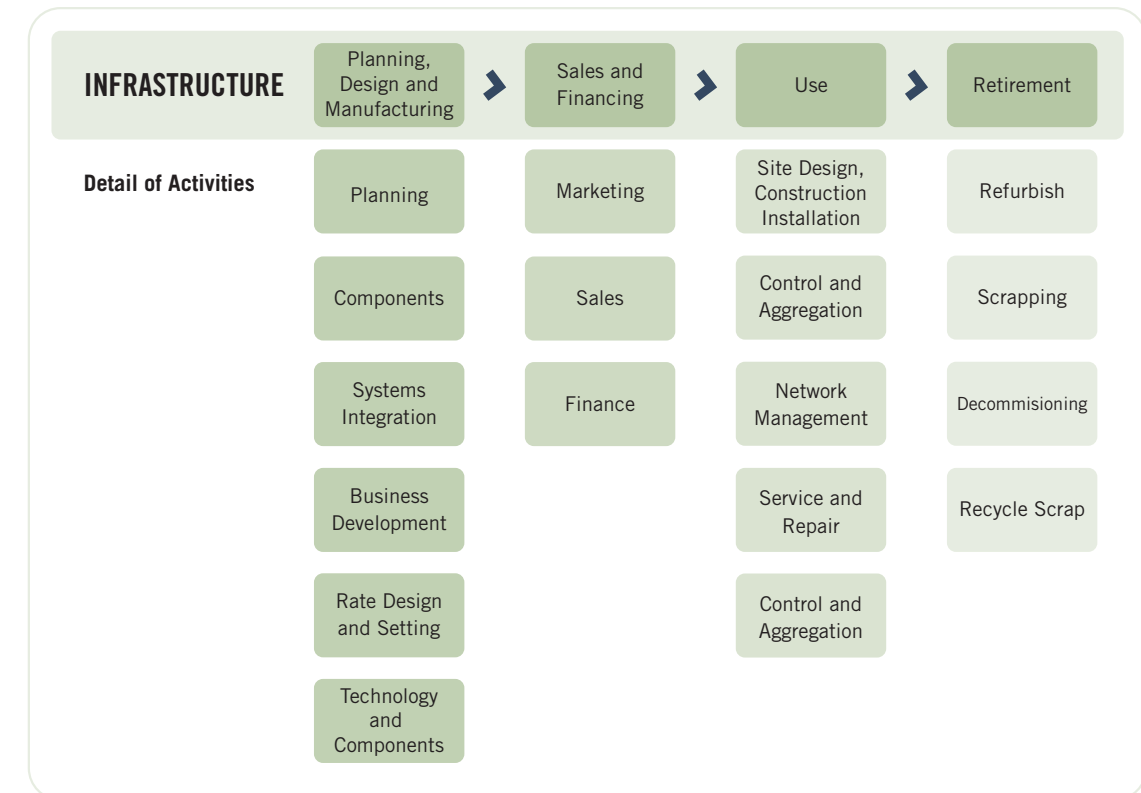 INFRASTRUCTURE
Planning,
Design and
Manufacturing
Sales and
Financing
Use
Retirement
Detail of Activities
Planning
Components
Systems
Integration
Business
Development
Rate Design
and Setting
Technology
and
Components
Marketing
Sales
Finance
Site Design,
Construction
Installation
Control and
Aggregation
Network
Management
Service and
Repair
Control and
Aggregation
Refurbish
Scrapping
Decommisioning
Recycle Scrap